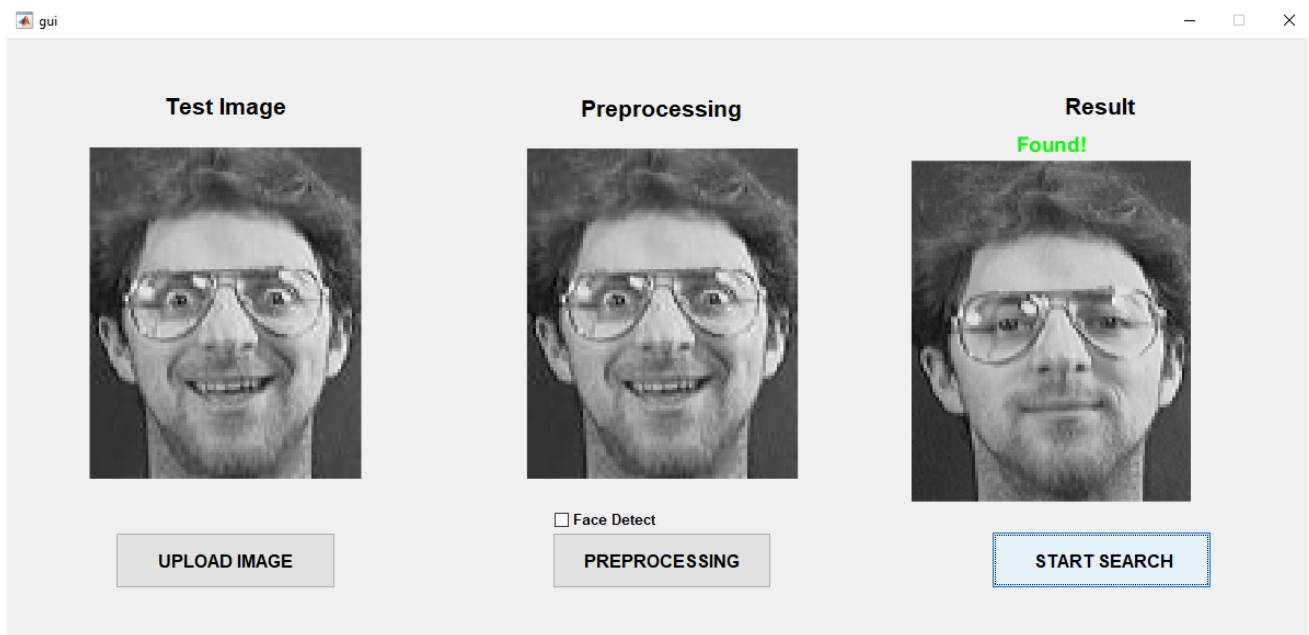 gui
Test Image
Preprocessing
Result
Found!
Face Detect
UPLOAD IMAGE
PREPROCESSING
START SEARCH